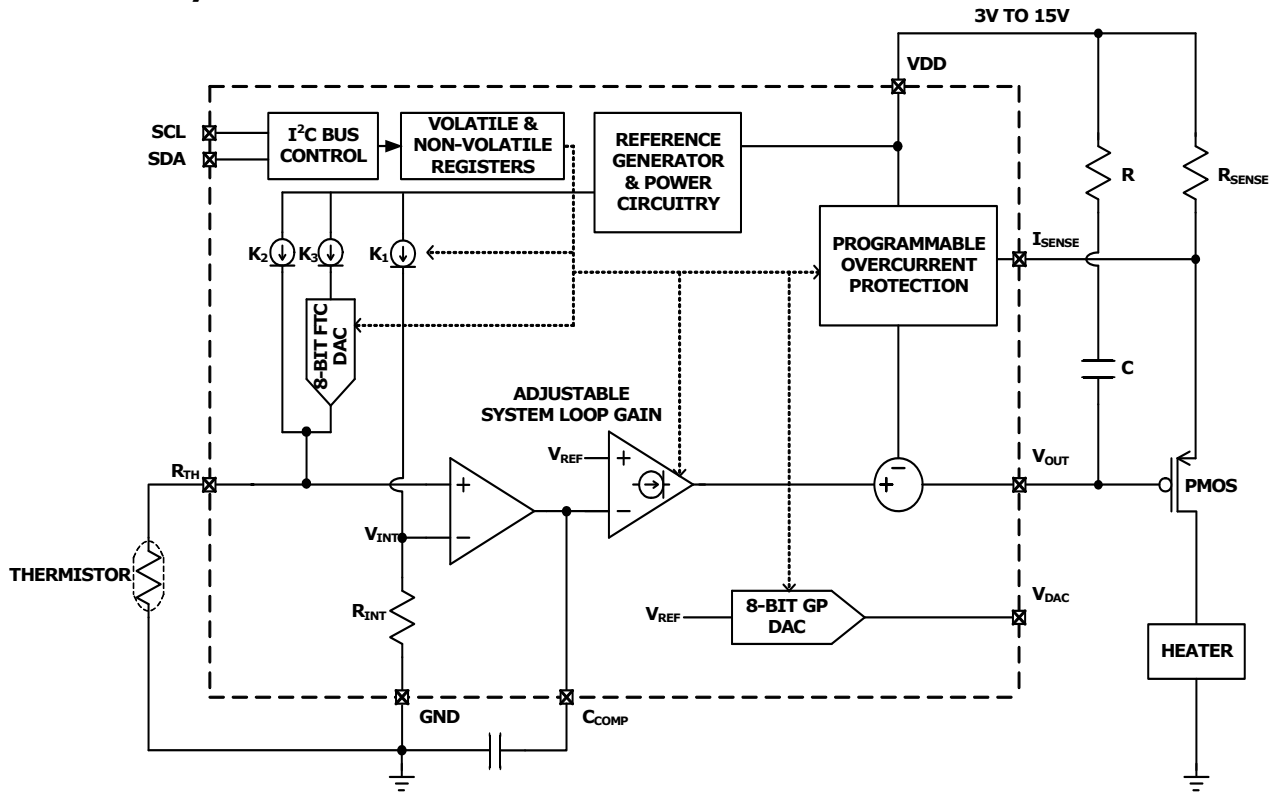 3V TO 15V
VDD
SCL
SDA
I²C BUS
CONTROL
VOLATILE &
NON-VOLATILE
REGISTERS
REFERENCE
GENERATOR
& POWER
CIRCUITRY
R
RSENSE
K2
K3
K1
PROGRAMMABLE
OVERCURRENT
PROTECTION
ISENSE
8-BIT FTC
DAC
C
ADJUSTABLE
SYSTEM LOOP GAIN
VREF
+
−
RTH
+
−
VINT
−
+
VOUT
PMOS
THERMISTOR
RINT
VREF
8-BIT GP
DAC
VDAC
HEATER
GND
CCOMP